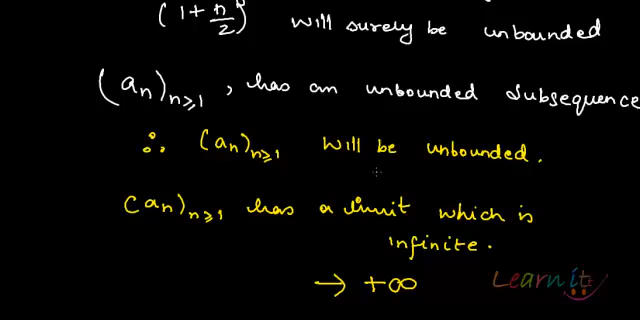 (1 + n/2) will surely be unbounded
(an)n≥1, has an unbounded subsequence
∴ (an)n≥1 will be unbounded.
(an)n≥1 has a limit which is
infinite.
→ +∞
Learnit